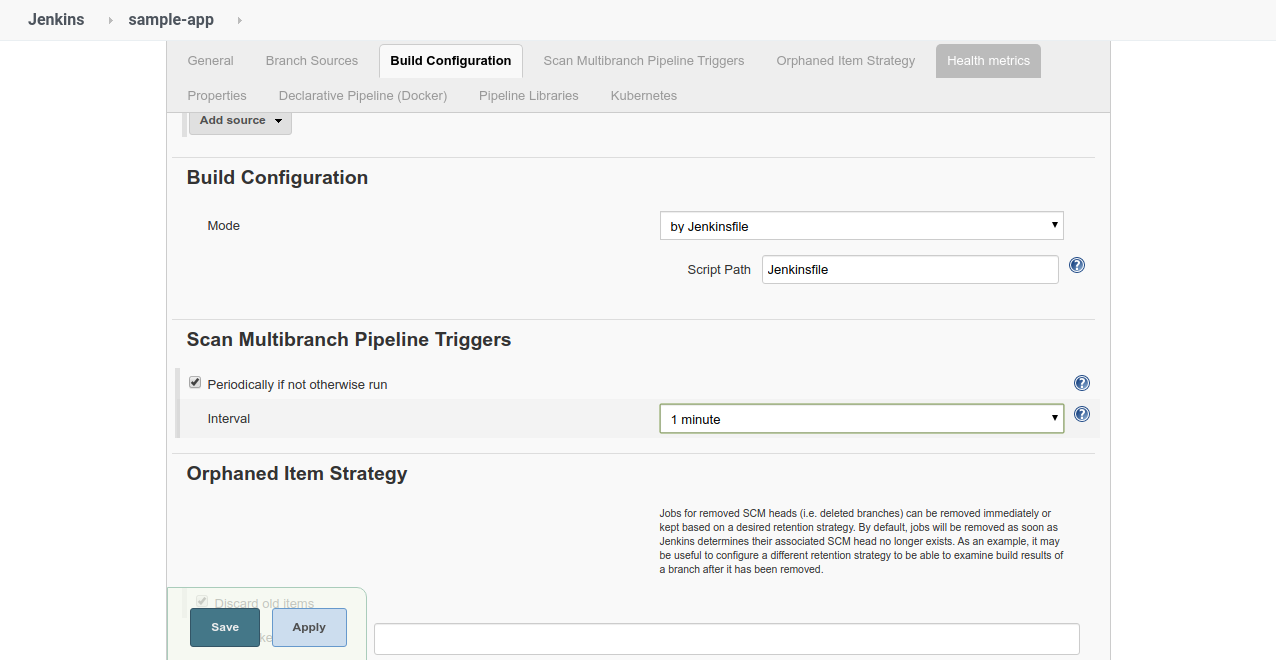 Jenkins sample-app
General Branch Sources Build Configuration Scan Multibranch Pipeline Triggers Orphaned Item Strategy Health metrics
Properties Declarative Pipeline (Docker) Pipeline Libraries Kubernetes
Add source
Build Configuration
Mode by Jenkinsfile
Script Path Jenkinsfile
Scan Multibranch Pipeline Triggers
Periodically if not otherwise run
Interval 1 minute
Orphaned Item Strategy
Jobs for removed SCM heads (i.e. deleted branches) can be removed immediately or
kept based on a desired retention strategy. By default, jobs will be removed as soon as
Jenkins determines their associated SCM head no longer exists. As an example, it may
be useful to configure a different retention strategy to be able to examine build results of
a branch after it has been removed.
Discard old items
Save Apply